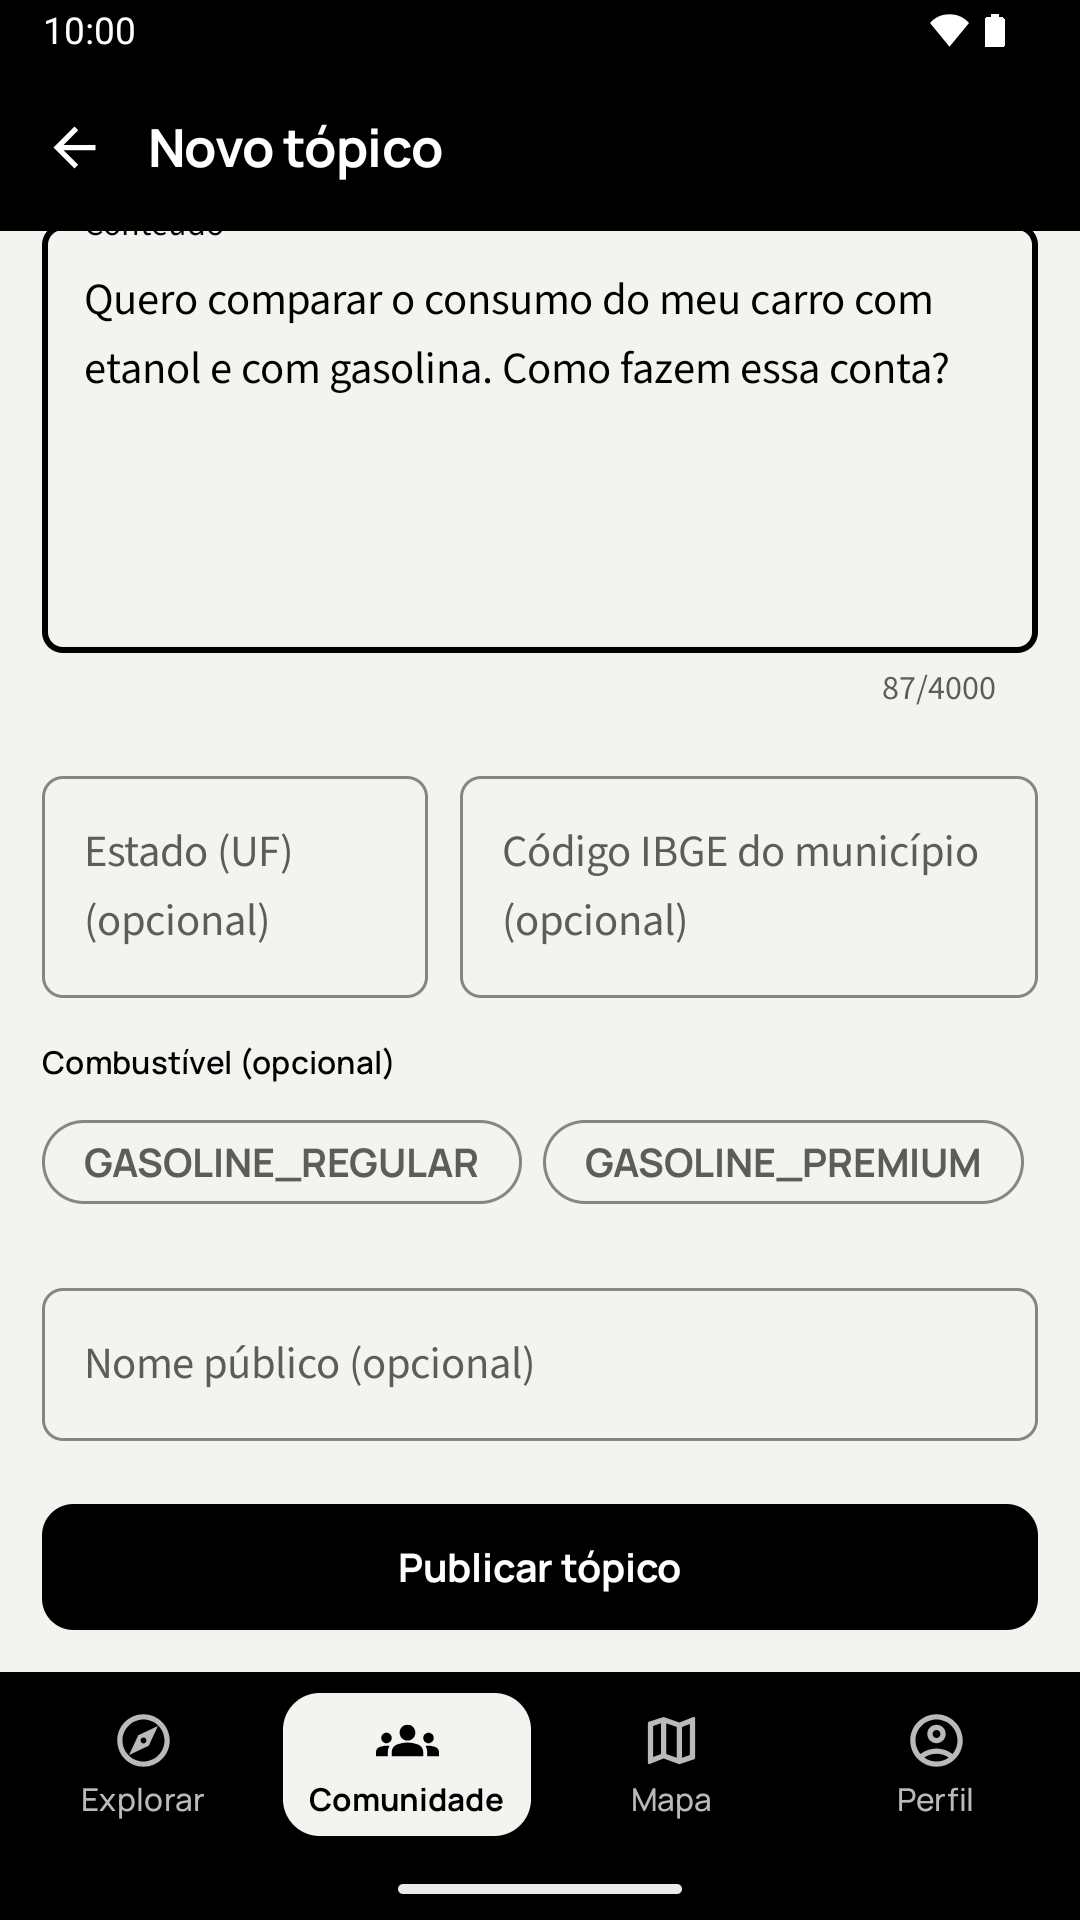 10:00
Novo tópico
Conteúdo
Quero comparar o consumo do meu carro com
etanol e com gasolina. Como fazem essa conta?
87/4000
Estado (UF)
(opcional)
Código IBGE do município
(opcional)
Combustível (opcional)
GASOLINE_REGULAR
GASOLINE_PREMIUM
Nome público (opcional)
Publicar tópico
Explorar
Comunidade
Mapa
Perfil